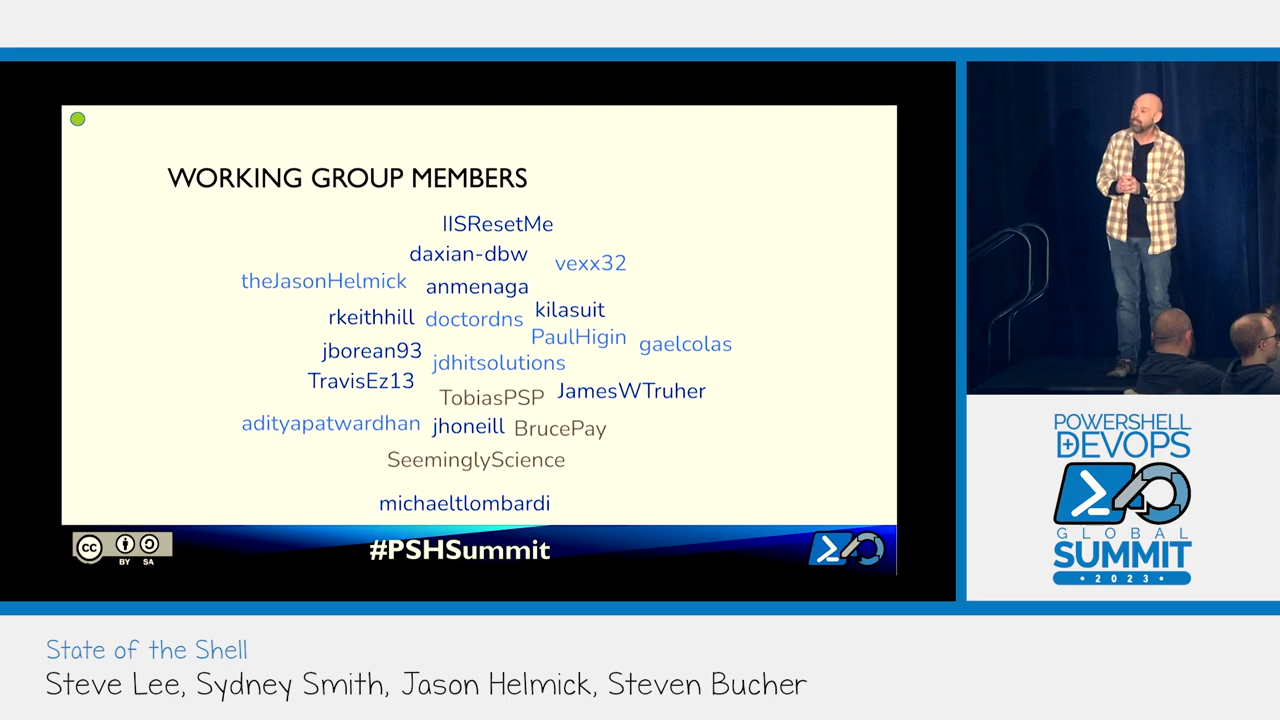 WORKING GROUP MEMBERS
IISResetMe
daxian-dbw
vexx32
theJasonHelmick
anmenaga
kilasuit
rkeithhill
doctordns
PaulHigin
gaelcolas
jborean93
jdhitsolutions
TravisEz13
TobiasPSP
JamesWTruher
adityapatwardhan
jhoneill
BrucePay
SeeminglyScience
michaeltlombardi
cc
BY SA
#PSHSummit
POWERSHELL
+DEVOPS
GLOBAL
SUMMIT
• 2023 •
State of the Shell
Steve Lee, Sydney Smith, Jason Helmick, Steven Bucher